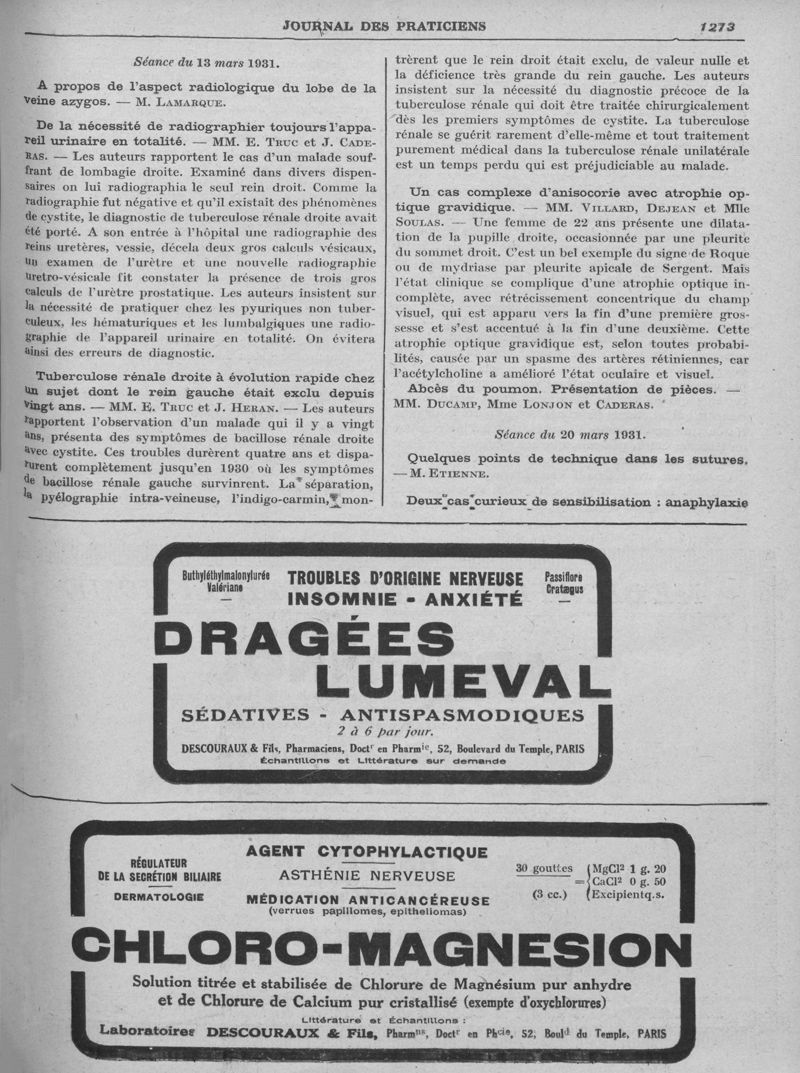 JOURNAL DES PRATICIENS 1273
Séance du 13 mars 1931.
A propos de l'aspect radiologique du lobe de la
veine azygos. — M. LAMARQUE.
De la nécessité de radiographier toujours l'appa-
reil urinaire en totalité. — MM. E. TRUC et J. CADE-
RAS. — Les auteurs rapportent le cas d'un malade souf-
frant de lombagie droite. Examiné dans divers dispen-
saires on lui radiographia le seul rein droit. Comme la
radiographie fut négative et qu'il existait des phénomènes
de cystite, le diagnostic de tuberculose rénale droite avait
été porté. A son entrée à l'hôpital une radiographie des
reins uretères, vessie, décela deux gros calculs vésicaux,
un examen de l'urètre et une nouvelle radiographie
uretro-vésicale fit constater la présence de trois gros
calculs de l'urètre prostatique. Les auteurs insistent sur
la nécessité de pratiquer chez les pyuriques non tuber-
culeux, les hématuriques et les lumbalgiques une radio-
graphie de l'appareil urinaire en totalité. On évitera
ainsi des erreurs de diagnostic.
Tuberculose rénale droite à évolution rapide chez
un sujet dont le rein gauche était exclu depuis
vingt ans. — MM. E. TRUC et J. HERAN. — Les auteurs
rapportent l'observation d'un malade qui il y a vingt
ans, présenta des symptômes de bacillose rénale droite
avec cystite. Ces troubles durèrent quatre ans et dispa-
rurent complètement jusqu'en 1930 où les symptômes
de bacillose rénale gauche survinrent. La séparation,
la pyélographie intra-veineuse, l'indigo-carmin, mon-
trèrent que le rein droit était exclu, de valeur nulle et
la déficience très grande du rein gauche. Les auteurs
insistent sur la nécessité du diagnostic précoce de la
tuberculose rénale qui doit être traitée chirurgicalement
dès les premiers symptômes de cystite. La tuberculose
rénale se guérit rarement d'elle-même et tout traitement
purement médical dans la tuberculose rénale unilatérale
est un temps perdu qui est préjudiciable au malade.
Un cas complexe d'anisocorie avec atrophie op-
tique gravidique. — MM. VILLARD, DEJEAN et Mlle
SOULAS. — Une femme de 22 ans présente une dilata-
tion de la pupille droite, occasionnée par une pleurite
du sommet droit. C'est un bel exemple du signe de Roque
ou de mydriase par pleurite apicale de Sergent. Mais
l'état clinique se complique d'une atrophie optique in-
complète, avec rétrécissement concentrique du champ
visuel, qui est apparu vers la fin d'une première gros-
sesse et s'est accentué à la fin d'une deuxième. Cette
atrophie optique gravidique est, selon toutes probabi-
lités, causée par un spasme des artères rétiniennes, car
l'acétylcholine a amélioré l'état oculaire et visuel.
Abcès du poumon. Présentation de pièces. —
MM. DUCAMP, Mme LONJON et CADERAS.
Séance du 20 mars 1931.
Quelques points de technique dans les sutures.
— M. ETIENNE.
Deux cas curieux de sensibilisation : anaphylaxie
Buthyléthylmalonylurée
Valériane
—
TROUBLES D'ORIGINE NERVEUSE
INSOMNIE - ANXIÉTÉ
Passiflore
Cratægus
—
DRAGÉES
LUMEVAL
SÉDATIVES - ANTISPASMODIQUES
2 à 6 par jour.
DESCOURAUX & Fils, Pharmaciens, Doctr en Pharmie, 52, Boulevard du Temple, PARIS
Échantillons et Littérature sur demande
RÉGULATEUR
DE LA SECRÉTION BILIAIRE
DERMATOLOGIE
AGENT CYTOPHYLACTIQUE
ASTHÉNIE NERVEUSE
MÉDICATION ANTICANCÉREUSE
(verrues papillomes, epitheliomas)
30 gouttes
(3 cc.)
=
MgCl² 1 g. 20
CaCl² 0 g. 50
Excipient q.s.
CHLORO-MAGNESION
Solution titrée et stabilisée de Chlorure de Magnésium pur anhydre
et de Chlorure de Calcium pur cristallisé (exempte d'oxychlorures)
Littérature et Échantillons :
Laboratoires DESCOURAUX & Fils, Pharmns, Doctr en Phcie, 52, Bould du Temple, PARIS